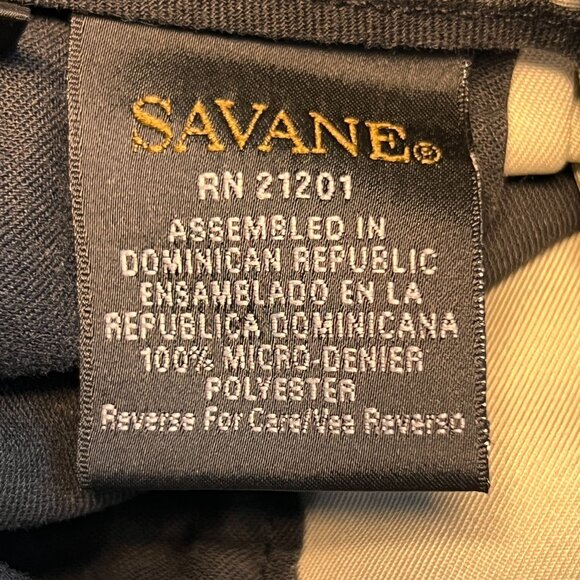 SAVANE®
RN 21201
ASSEMBLED IN
DOMINICAN REPUBLIC
ENSAMBLADO EN LA
REPUBLICA DOMINICANA
100% MICRO-DENIER
POLYESTER
Reverse For Care/Vea Reverso